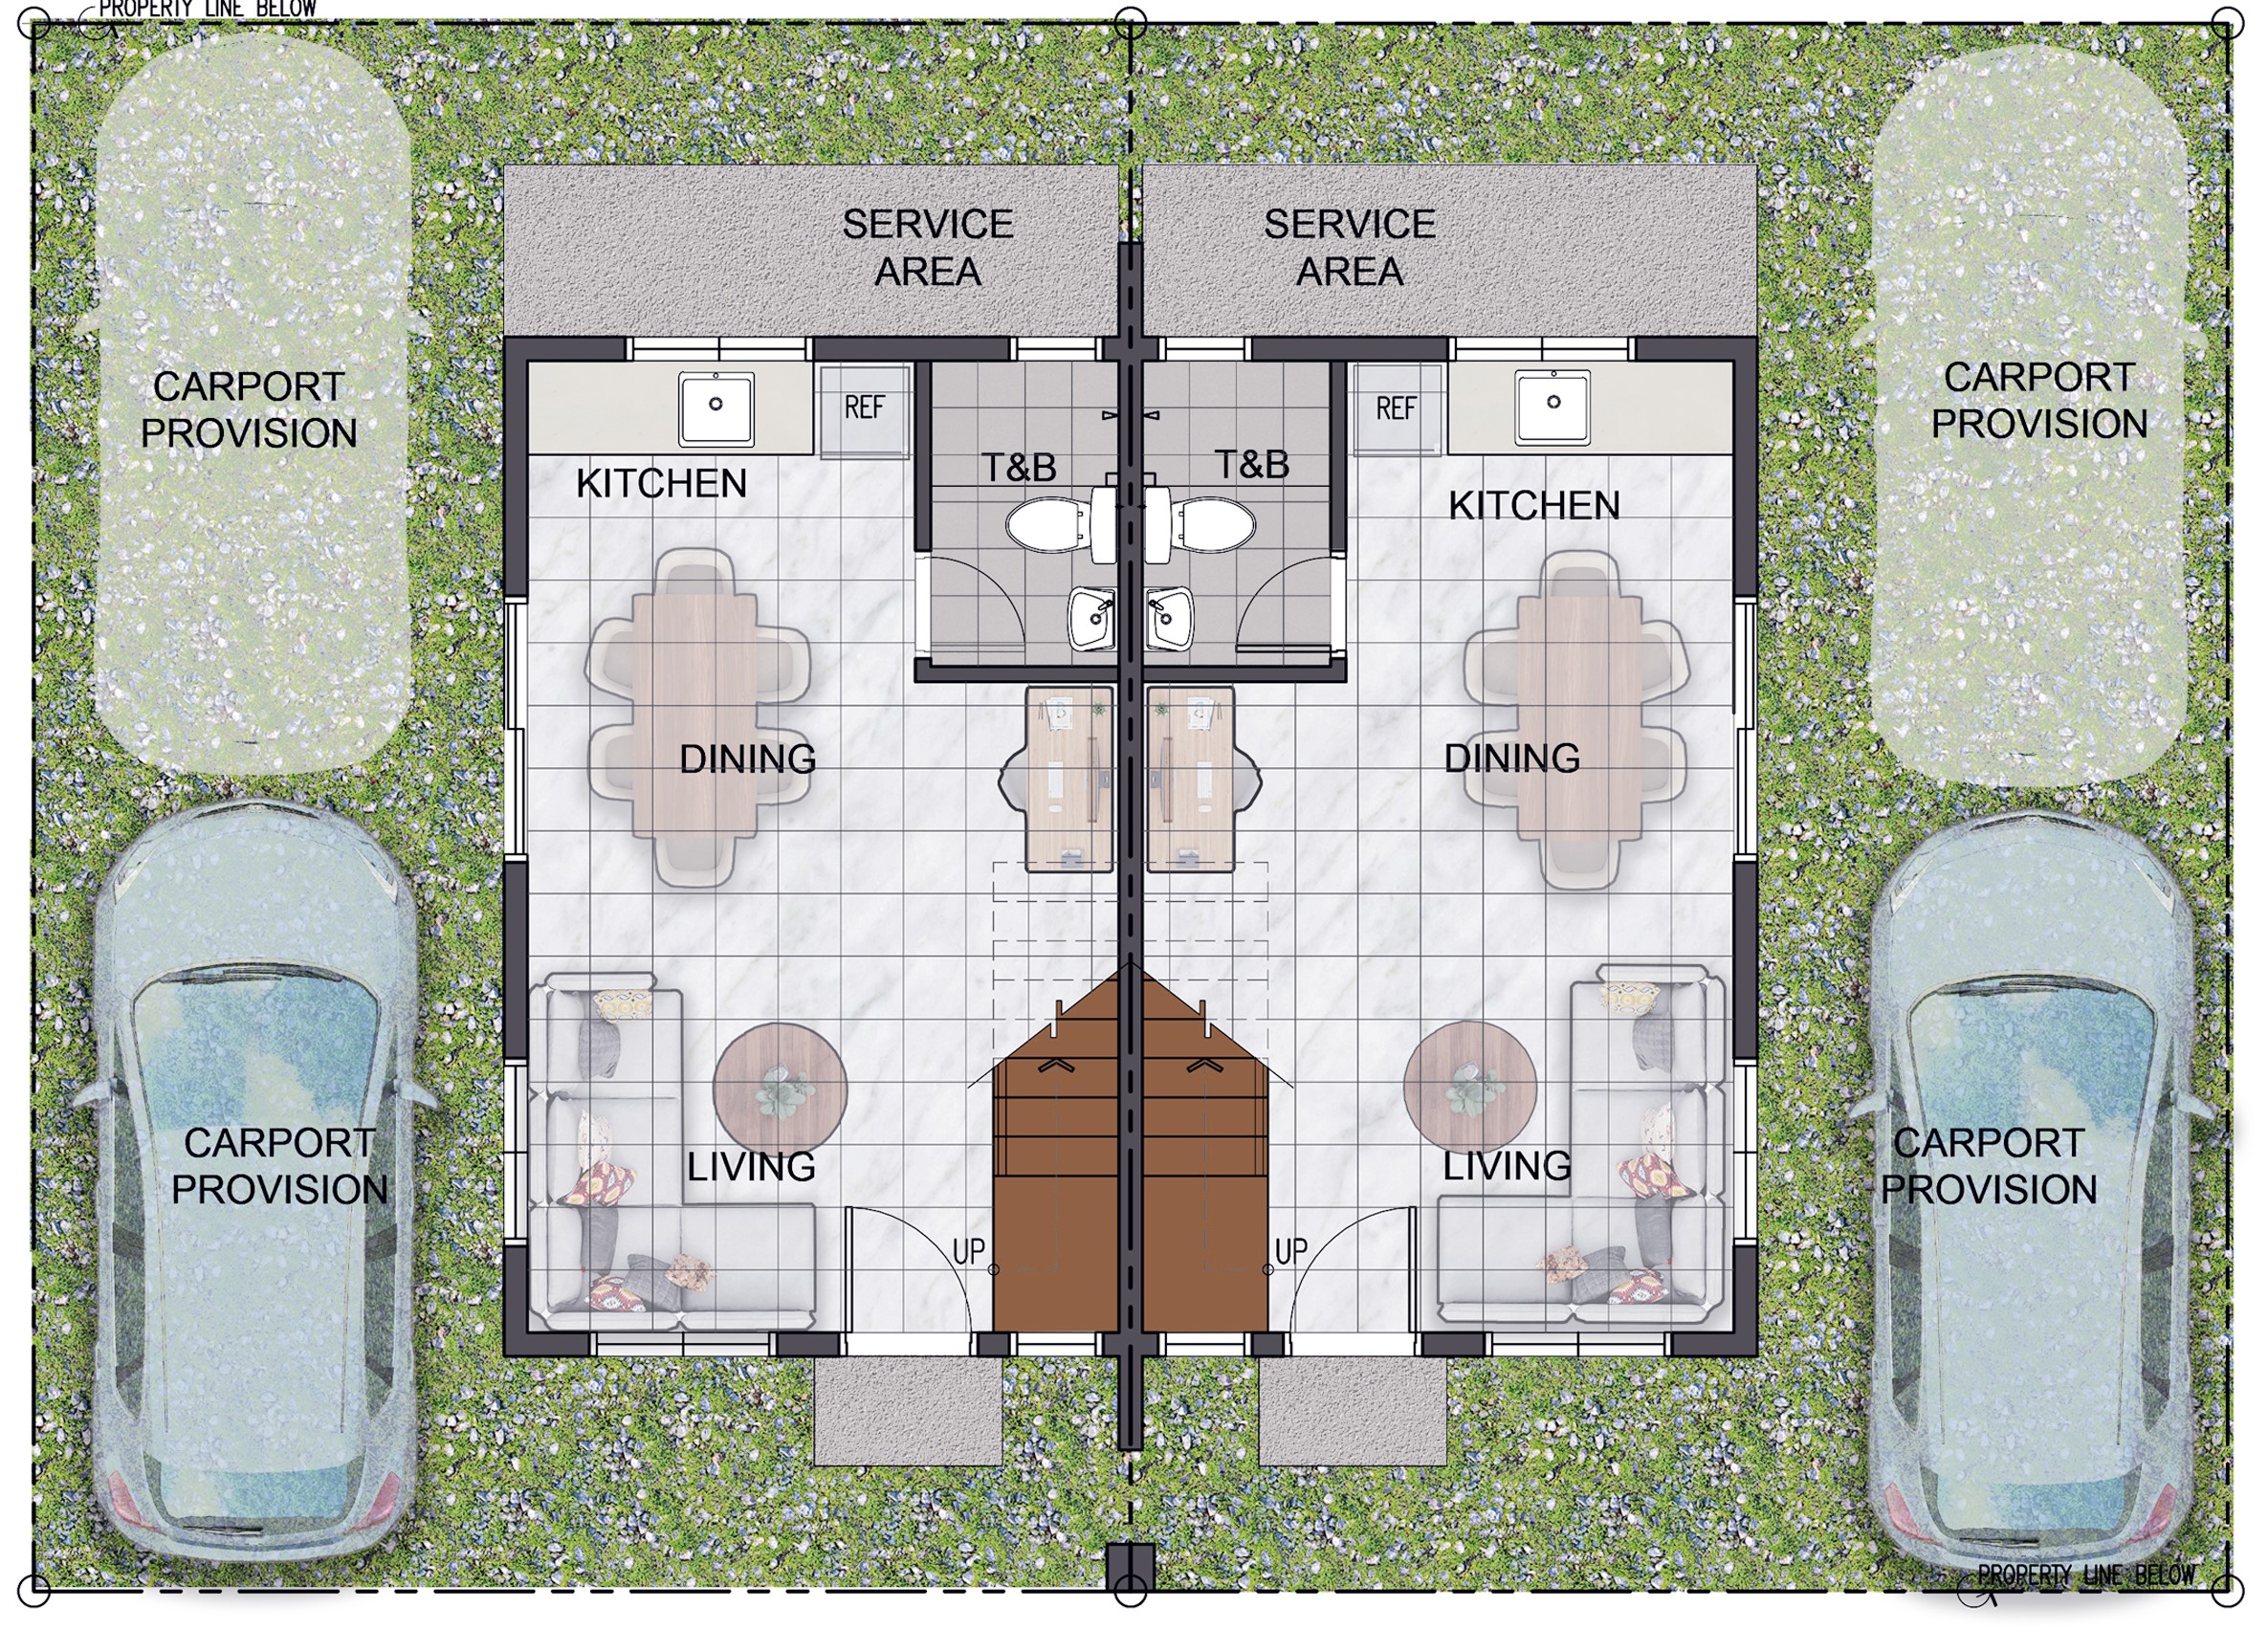 PROPERTY LINE BELOW
SERVICE
AREA
SERVICE
AREA
CARPORT
PROVISION
CARPORT
PROVISION
REF
REF
T&B
T&B
KITCHEN
KITCHEN
DINING
DINING
CARPORT
PROVISION
LIVING
LIVING
CARPORT
PROVISION
UP
UP
PROPERTY LINE BELOW